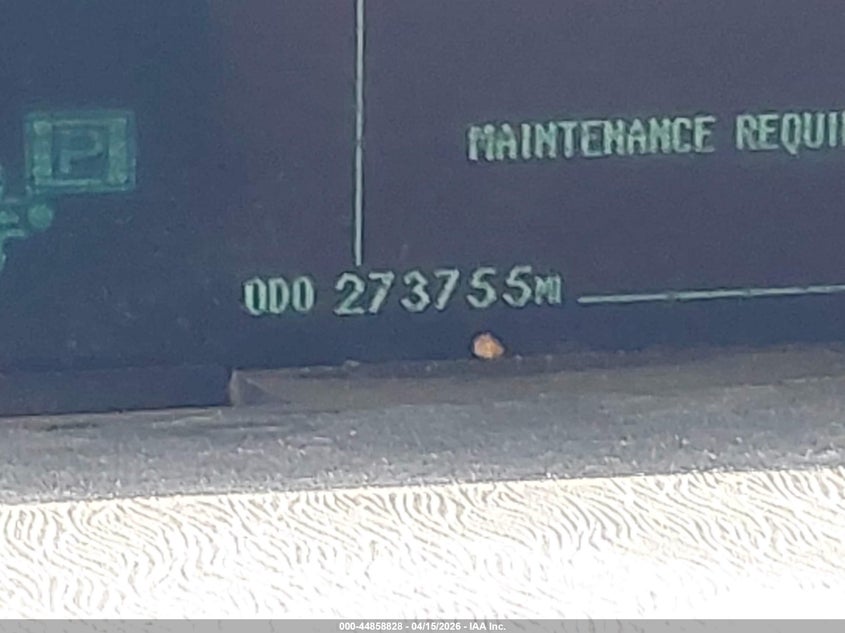 P
MAINTENANCE REQUI
ODO 273755MI
000-44858828 - 04/15/2026 - IAA Inc.